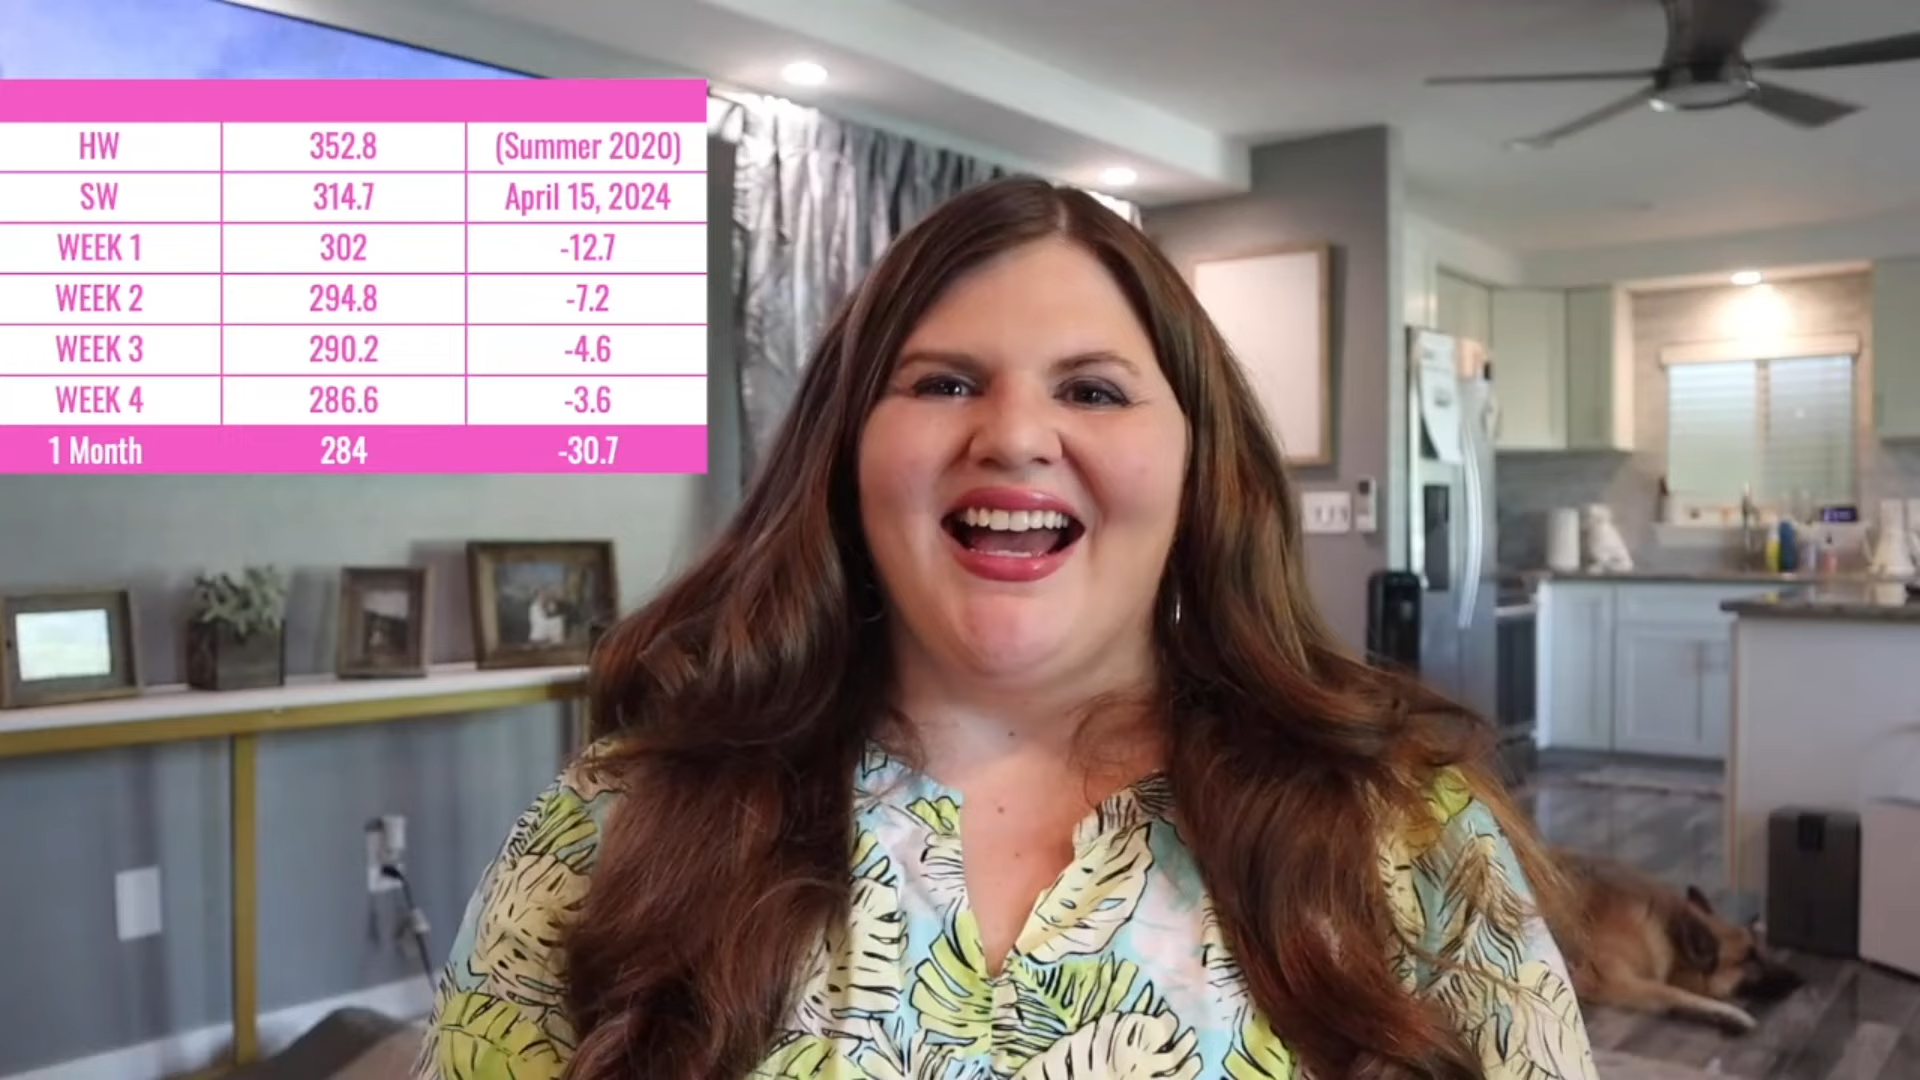 HW 352.8 (Summer 2020)
SW 314.7 April 15, 2024
WEEK 1 302 -12.7
WEEK 2 294.8 -7.2
WEEK 3 290.2 -4.6
WEEK 4 286.6 -3.6
1 Month 284 -30.7